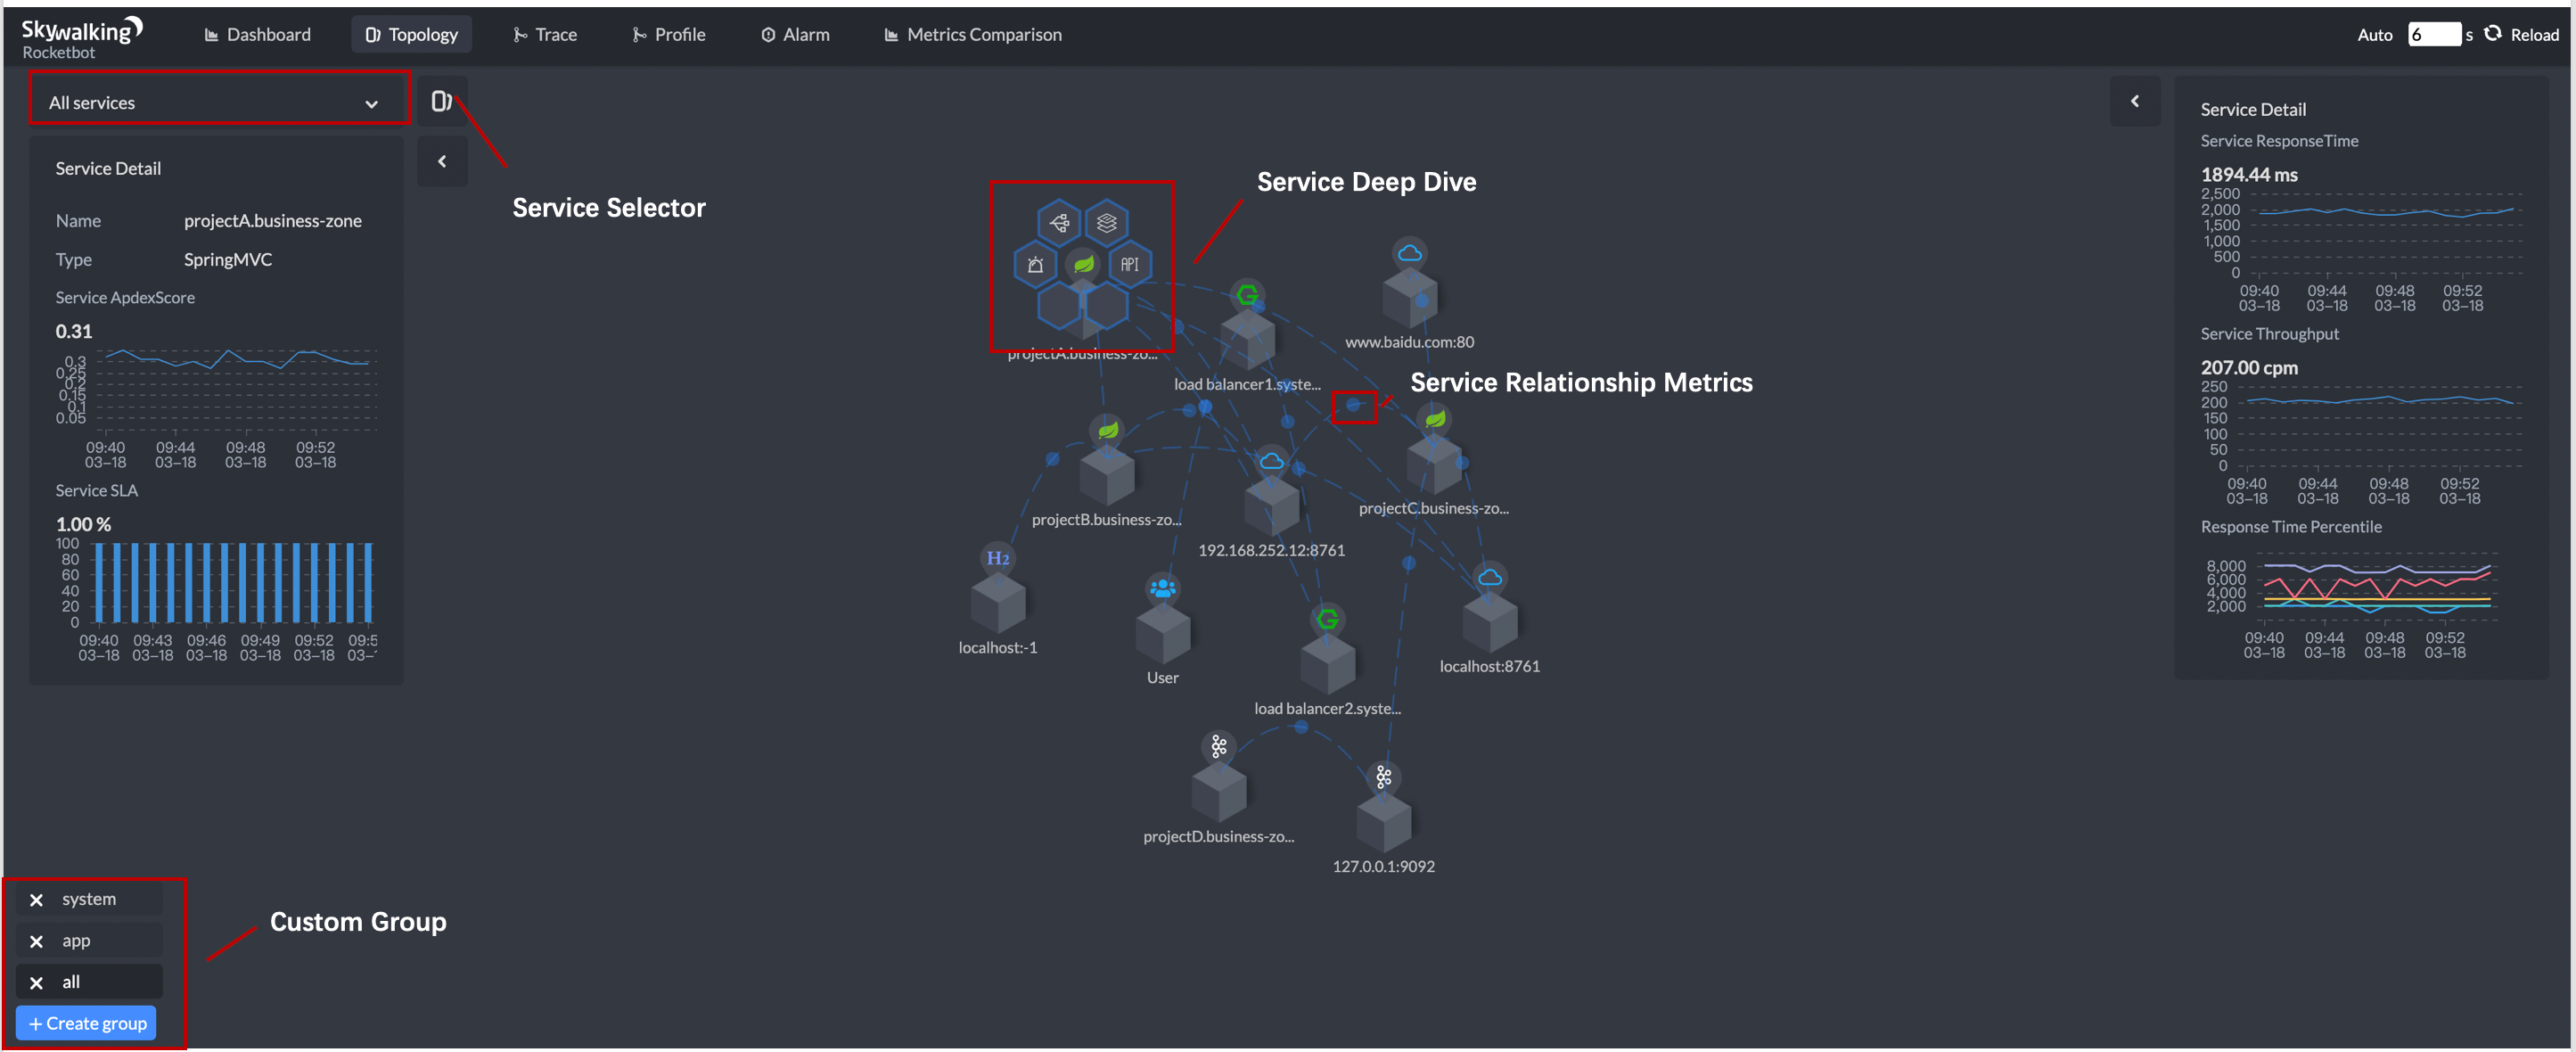 Skywalking
Rocketbot
Dashboard
Topology
Trace
Profile
Alarm
Metrics Comparison
Auto 6 s Reload
All services
Service Selector
Service Detail
Name projectA.business-zone
Type SpringMVC
Service ApdexScore
0.31
0.3
0.25
0.2
0.15
0.1
0.05
09:40 09:44 09:48 09:52
03-18 03-18 03-18 03-18
Service SLA
1.00 %
100
80
60
40
20
0
09:40 09:43 09:46 09:49 09:52 09:5
03-18 03-18 03-18 03-18 03-18 03-
Service Deep Dive
API
projectA.business-zo...
load balancer1.syste...
www.baidu.com:80
Service Relationship Metrics
projectB.business-zo...
192.168.252.12:8761
projectC.business-zo...
H2
localhost:-1
User
load balancer2.syste...
localhost:8761
projectD.business-zo...
127.0.0.1:9092
Service Detail
Service ResponseTime
1894.44 ms
2,500
2,000
1,500
1,000
500
0
09:40 09:44 09:48 09:52
03-18 03-18 03-18 03-18
Service Throughput
207.00 cpm
250
200
150
100
50
0
09:40 09:44 09:48 09:52
03-18 03-18 03-18 03-18
Response Time Percentile
8,000
6,000
4,000
2,000
09:40 09:44 09:48 09:52
03-18 03-18 03-18 03-18
system
app
all
+ Create group
Custom Group